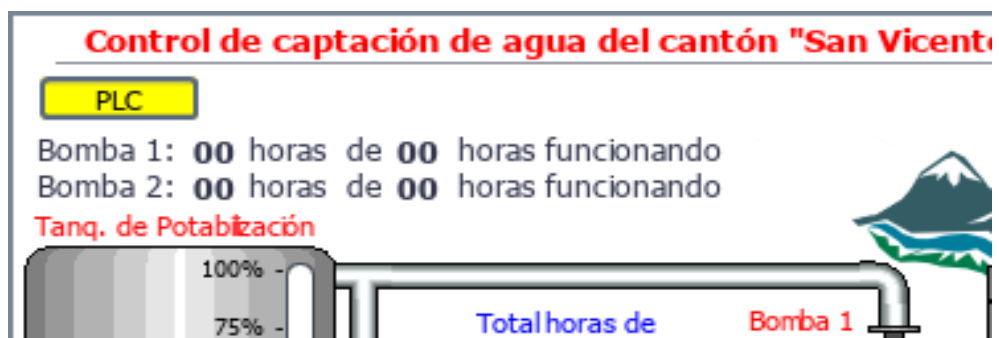 Control de captación de agua del cantón "San Vicent
PLC
Bomba 1: 00 horas de 00 horas funcionando
Bomba 2: 00 horas de 00 horas funcionando
Tanq. de Potabilización
100% -
75% -
Total horas de
Bomba 1